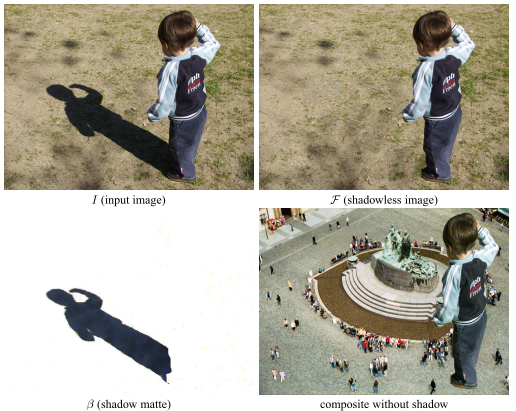 I (input image)
F (shadowless image)
β (shadow matte)
composite without shadow